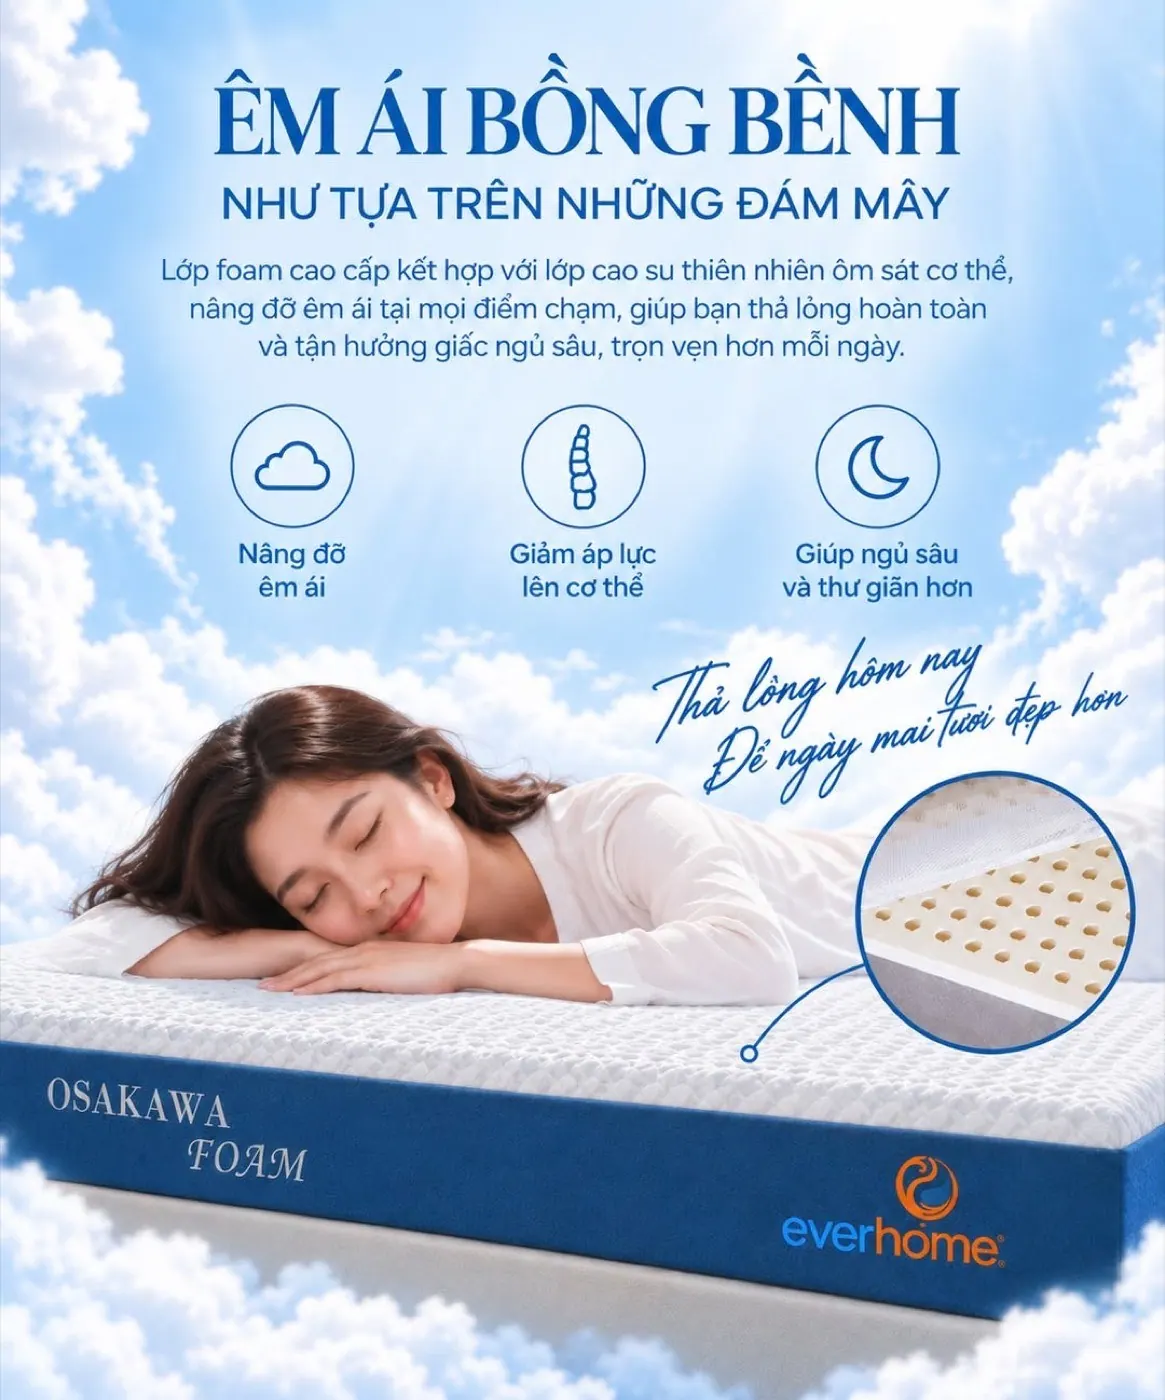 ÊM ÁI BỒNG BỀNH
NHƯ TỰA TRÊN NHỮNG ĐÁM MÂY
Lớp foam cao cấp kết hợp với lớp cao su thiên nhiên ôm sát cơ thể,
nâng đỡ êm ái tại mọi điểm chạm, giúp bạn thả lỏng hoàn toàn
và tận hưởng giấc ngủ sâu, trọn vẹn hơn mỗi ngày.
Nâng đỡ
êm ái
Giảm áp lực
lên cơ thể
Giúp ngủ sâu
và thư giãn hơn
Thả lồng hôm nay
Để ngày mai tươi đẹp hơn
OSAKAWA
FOAM
everhome®